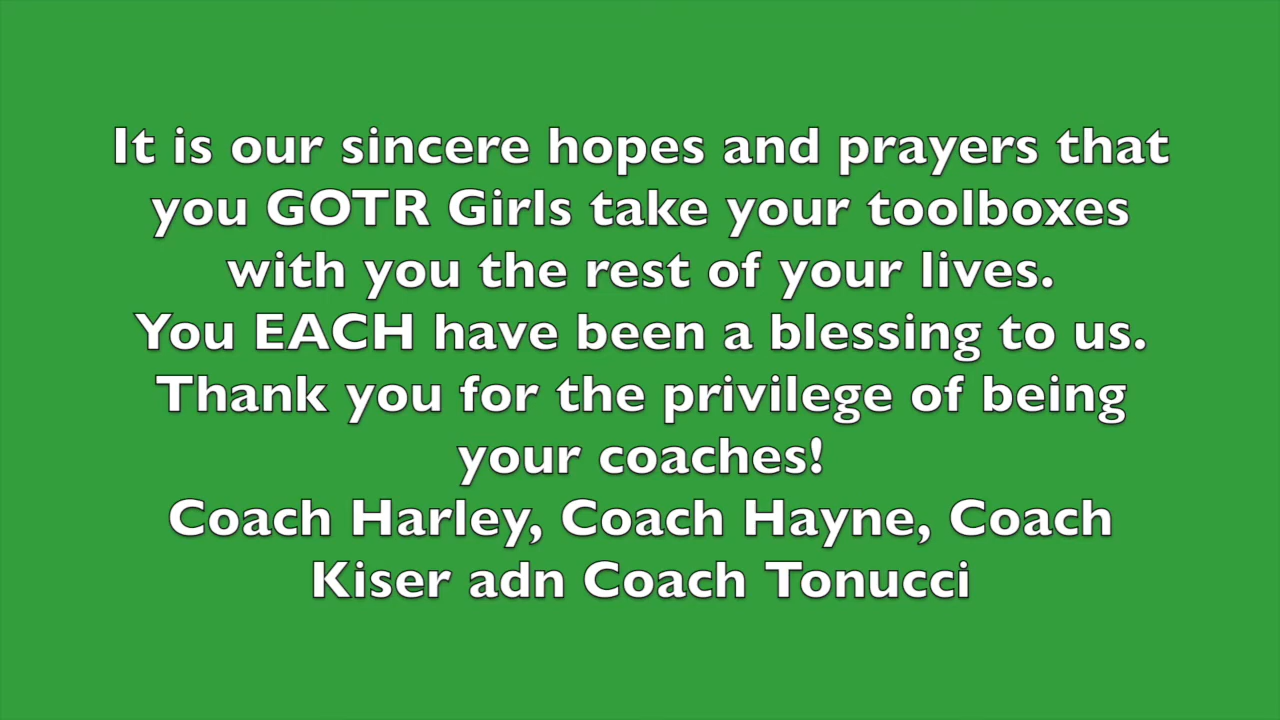 It is our sincere hopes and prayers that
you GOTR Girls take your toolboxes
with you the rest of your lives.
You EACH have been a blessing to us.
Thank you for the privilege of being
your coaches!
Coach Harley, Coach Hayne, Coach
Kiser adn Coach Tonucci